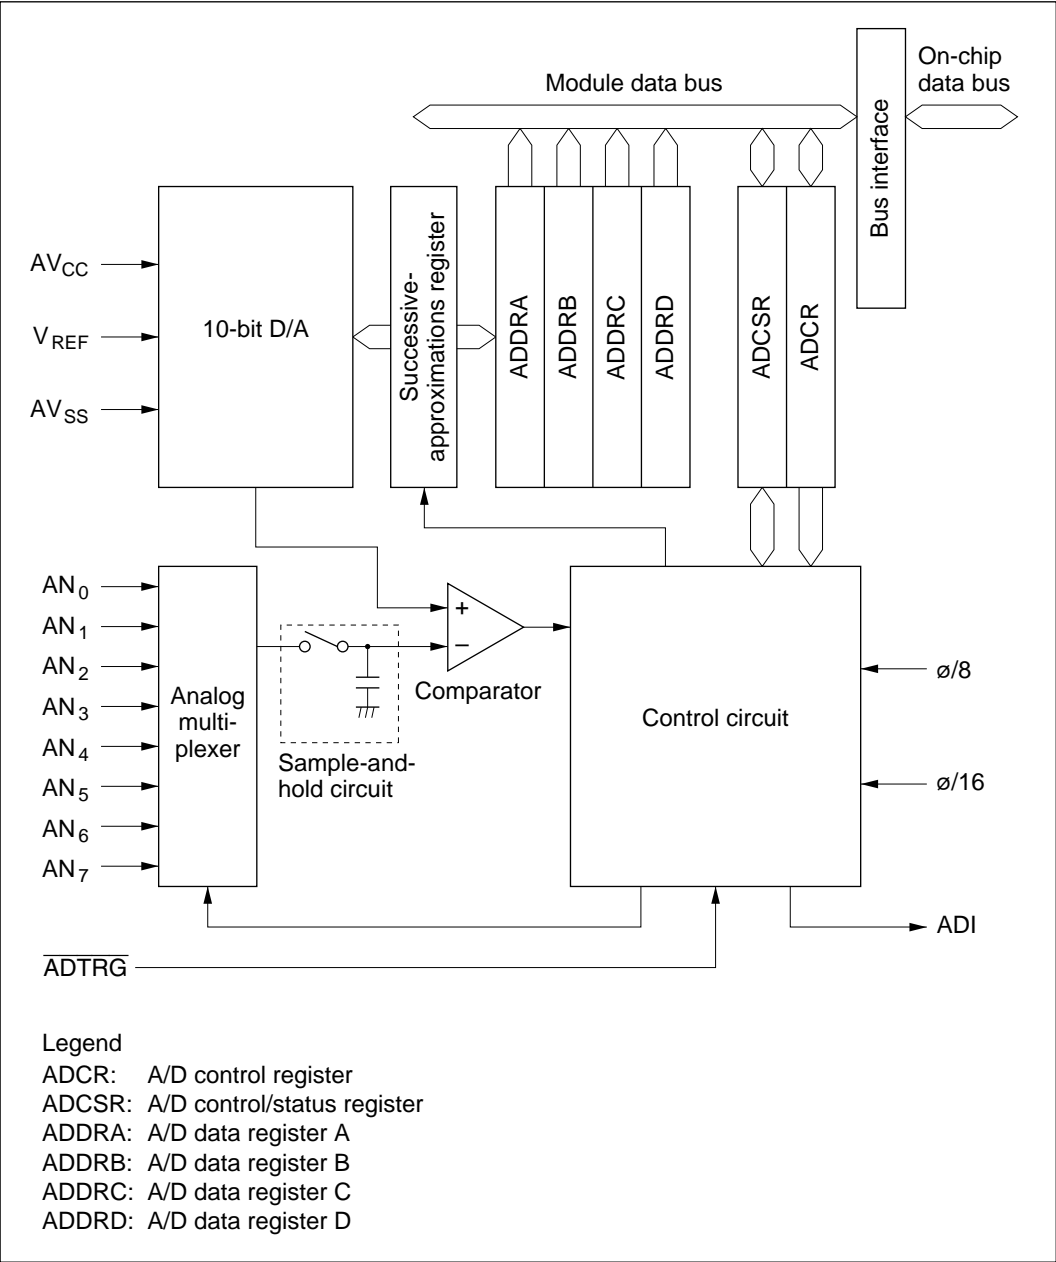 On-chip
data bus
Module data bus
Bus interface
AVCC
VREF
AVSS
10-bit D/A
Successive-
approximations register
ADDRA
ADDRB
ADDRC
ADDRD
ADCSR
ADCR
AN0
AN1
AN2
AN3
AN4
AN5
AN6
AN7
Analog
multi-
plexer
+
−
Comparator
Sample-and-
hold circuit
Control circuit
ø/8
ø/16
ADI
ADTRG
Legend
ADCR: A/D control register
ADCSR: A/D control/status register
ADDRA: A/D data register A
ADDRB: A/D data register B
ADDRC: A/D data register C
ADDRD: A/D data register D